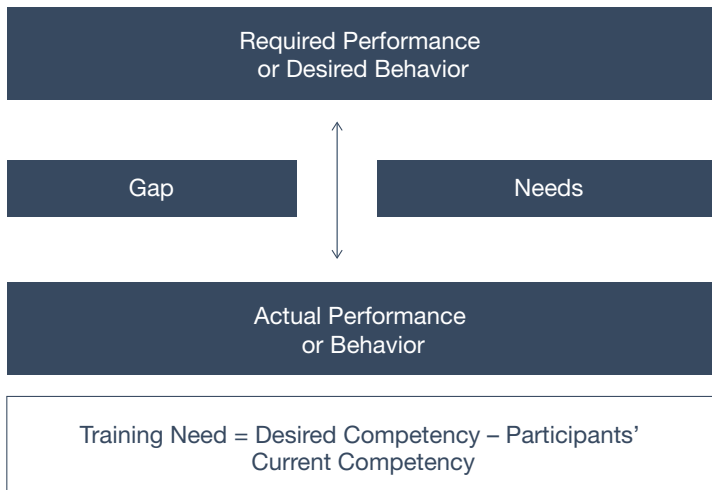 Required Performance
or Desired Behavior
Gap
Needs
Actual Performance
or Behavior
Training Need = Desired Competency – Participants’
Current Competency